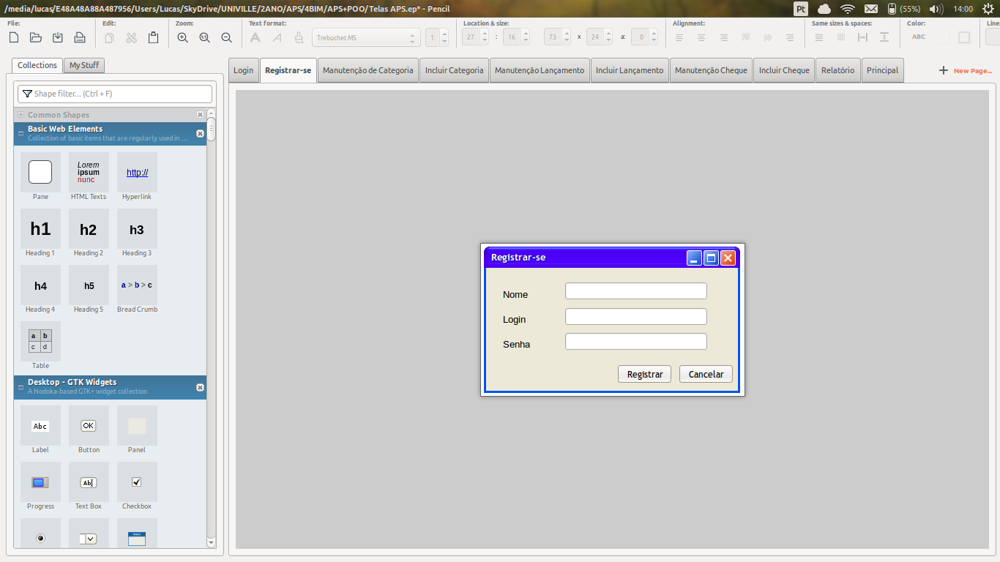 /media/lucas/E48A48A88A487956/Users/Lucas/SkyDrive/UNIVILLE/2ANO/APS/4BIM/APS+POO/Telas APS.ep* - Pencil
Pt (55%) 14:00
File: Edit: Zoom: Text format: Location & size: Alignment: Same sizes & spaces: Color: Line:
1:1 A A Trebuchet MS 1 27 : 16 73 x 24 a: 0 ABC
Collections My Stuff
Login Registrar-se Manutenção de Categoria Incluir Categoria Manutenção Lançamento Incluir Lançamento Manutenção Cheque Incluir Cheque Relatório Principal New Page...
Shape filter... (Ctrl + F)
Common Shapes
Basic Web Elements
Collection of basic items that are regularly used in ...
Lorem
ipsum
nunc
http://
Pane HTML Texts Hyperlink
h1 h2 h3
Heading 1 Heading 2 Heading 3
h4 h5 a > b > c
Heading 4 Heading 5 Bread Crumb
a b
c d
Table
Desktop - GTK Widgets
A Nodoka-based GTK+ widget collection
Abc OK
Label Button Panel
Ab
Progress Text Box Checkbox
Registrar-se
Nome
Login
Senha
Registrar Cancelar